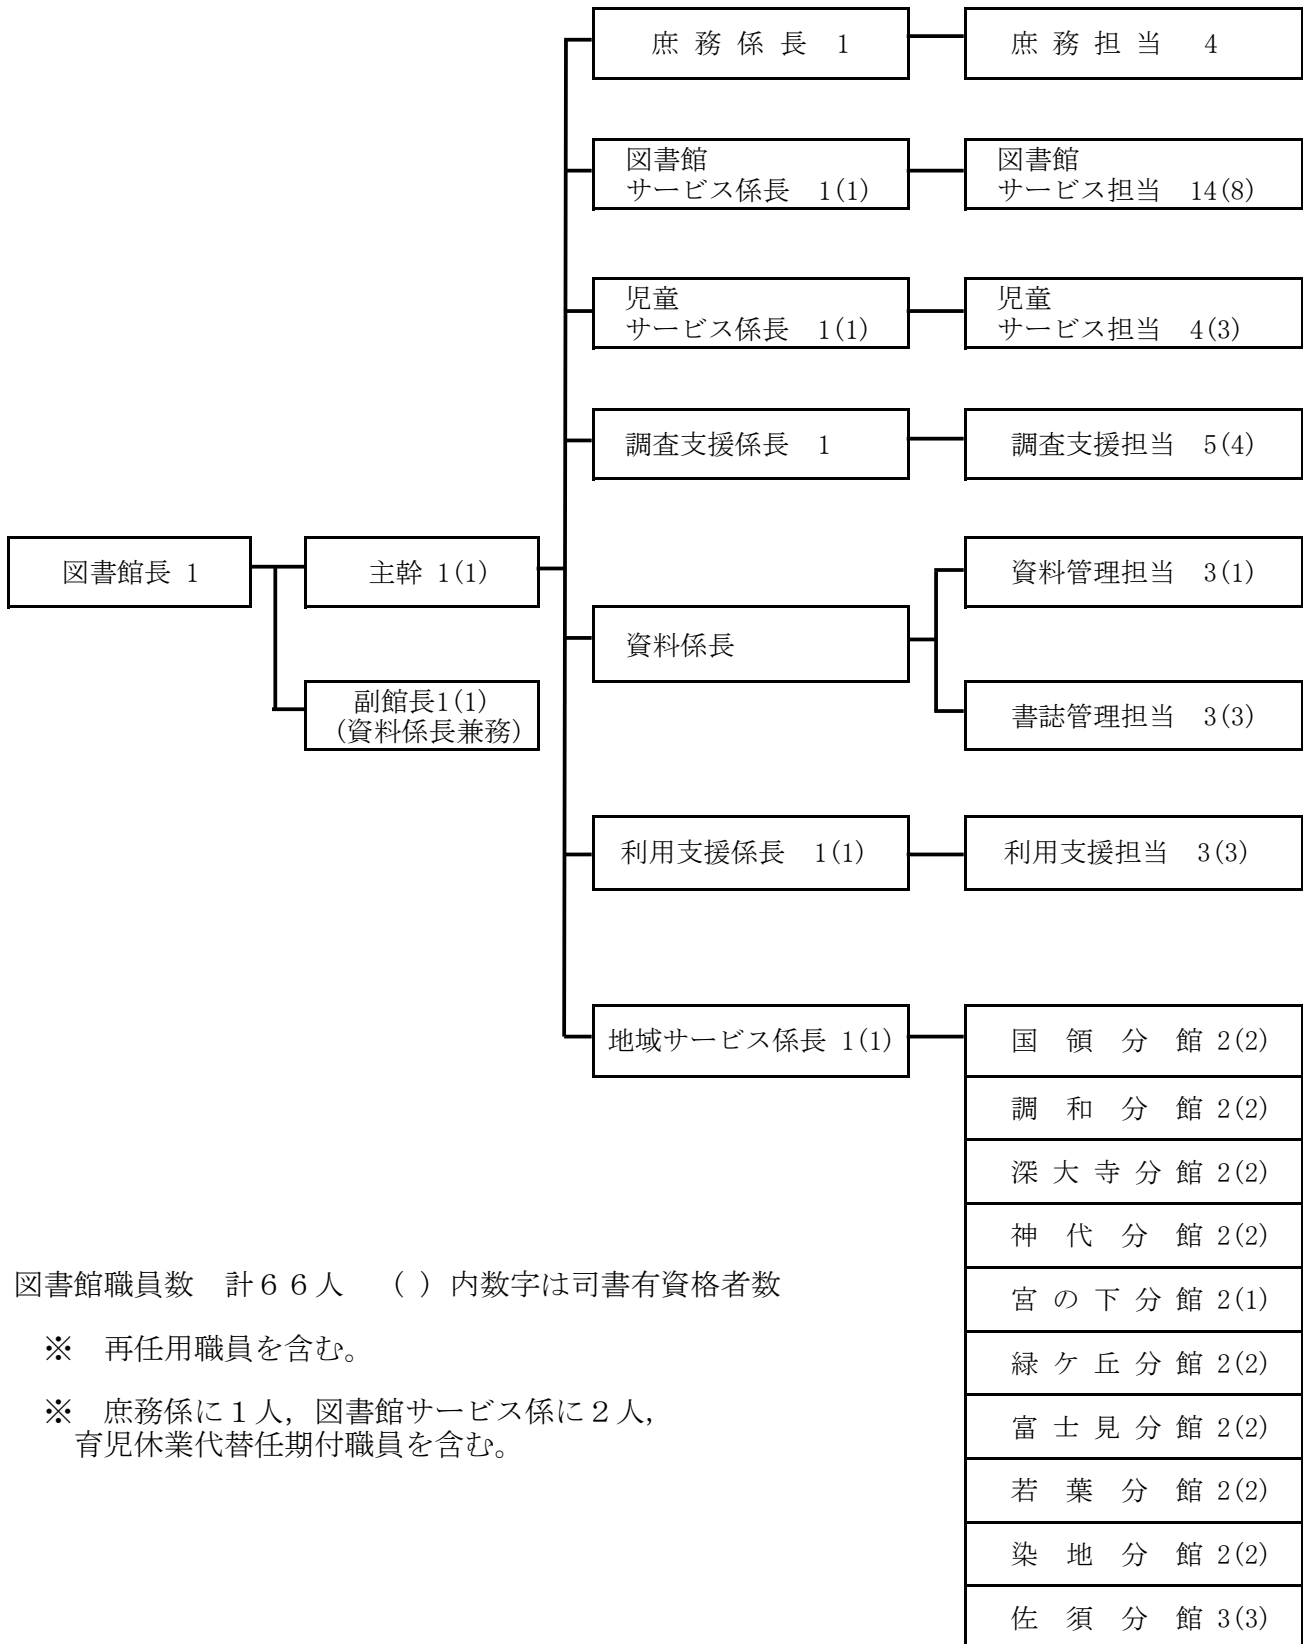 庶務係長 1
庶務担当 4
図書館
サービス係長 1(1)
図書館
サービス担当 14(8)
児童
サービス係長 1(1)
児童
サービス担当 4(3)
調査支援係長 1
調査支援担当 5(4)
図書館長 1
主幹 1(1)
副館長1(1)
(資料係長兼務)
資料係長
資料管理担当 3(1)
書誌管理担当 3(3)
利用支援係長 1(1)
利用支援担当 3(3)
地域サービス係長 1(1)
国領分館 2(2)
調和分館 2(2)
深大寺分館 2(2)
神代分館 2(2)
宮の下分館 2(1)
緑ケ丘分館 2(2)
富士見分館 2(2)
若葉分館 2(2)
染地分館 2(2)
佐須分館 3(3)
図書館職員数 計66人 ( ) 内数字は司書有資格者数
※ 再任用職員を含む。
※ 庶務係に1人,図書館サービス係に2人,
育児休業代替任期付職員を含む。